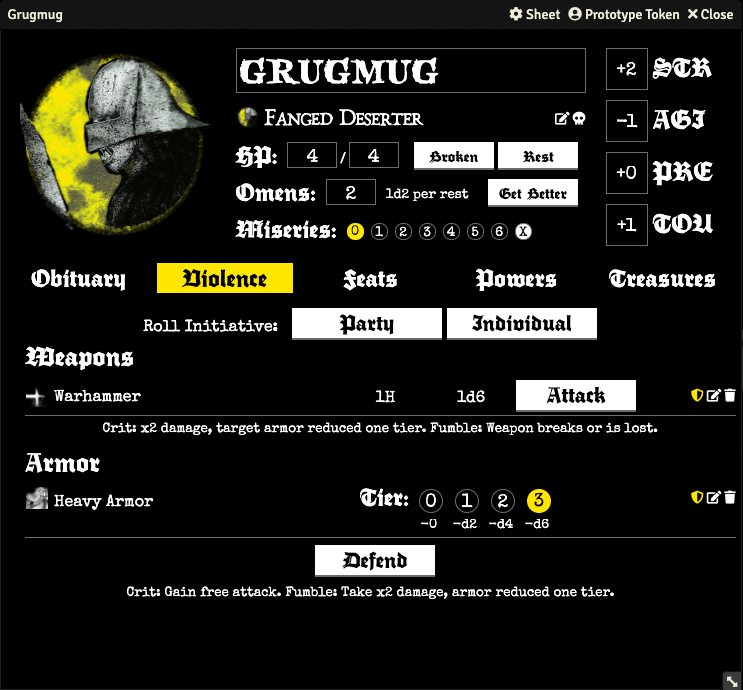 Grugmug Sheet Prototype Token Close
GRUGMUG
+2 STR
Fanged Deserter
-1 AGI
HP: 4 / 4 Broken Rest
+0 PRE
Omens: 2 1d2 per rest Get Better
Miseries: 0 1 2 3 4 5 6 X
+1 TOU
Obituary Violence Feats Powers Treasures
Roll Initiative: Party Individual
Weapons
Warhammer 1H 1d6 Attack
Crit: x2 damage, target armor reduced one tier. Fumble: Weapon breaks or is lost.
Armor
Heavy Armor Tier: 0 1 2 3
-0 -d2 -d4 -d6
Defend
Crit: Gain free attack. Fumble: Take x2 damage, armor reduced one tier.